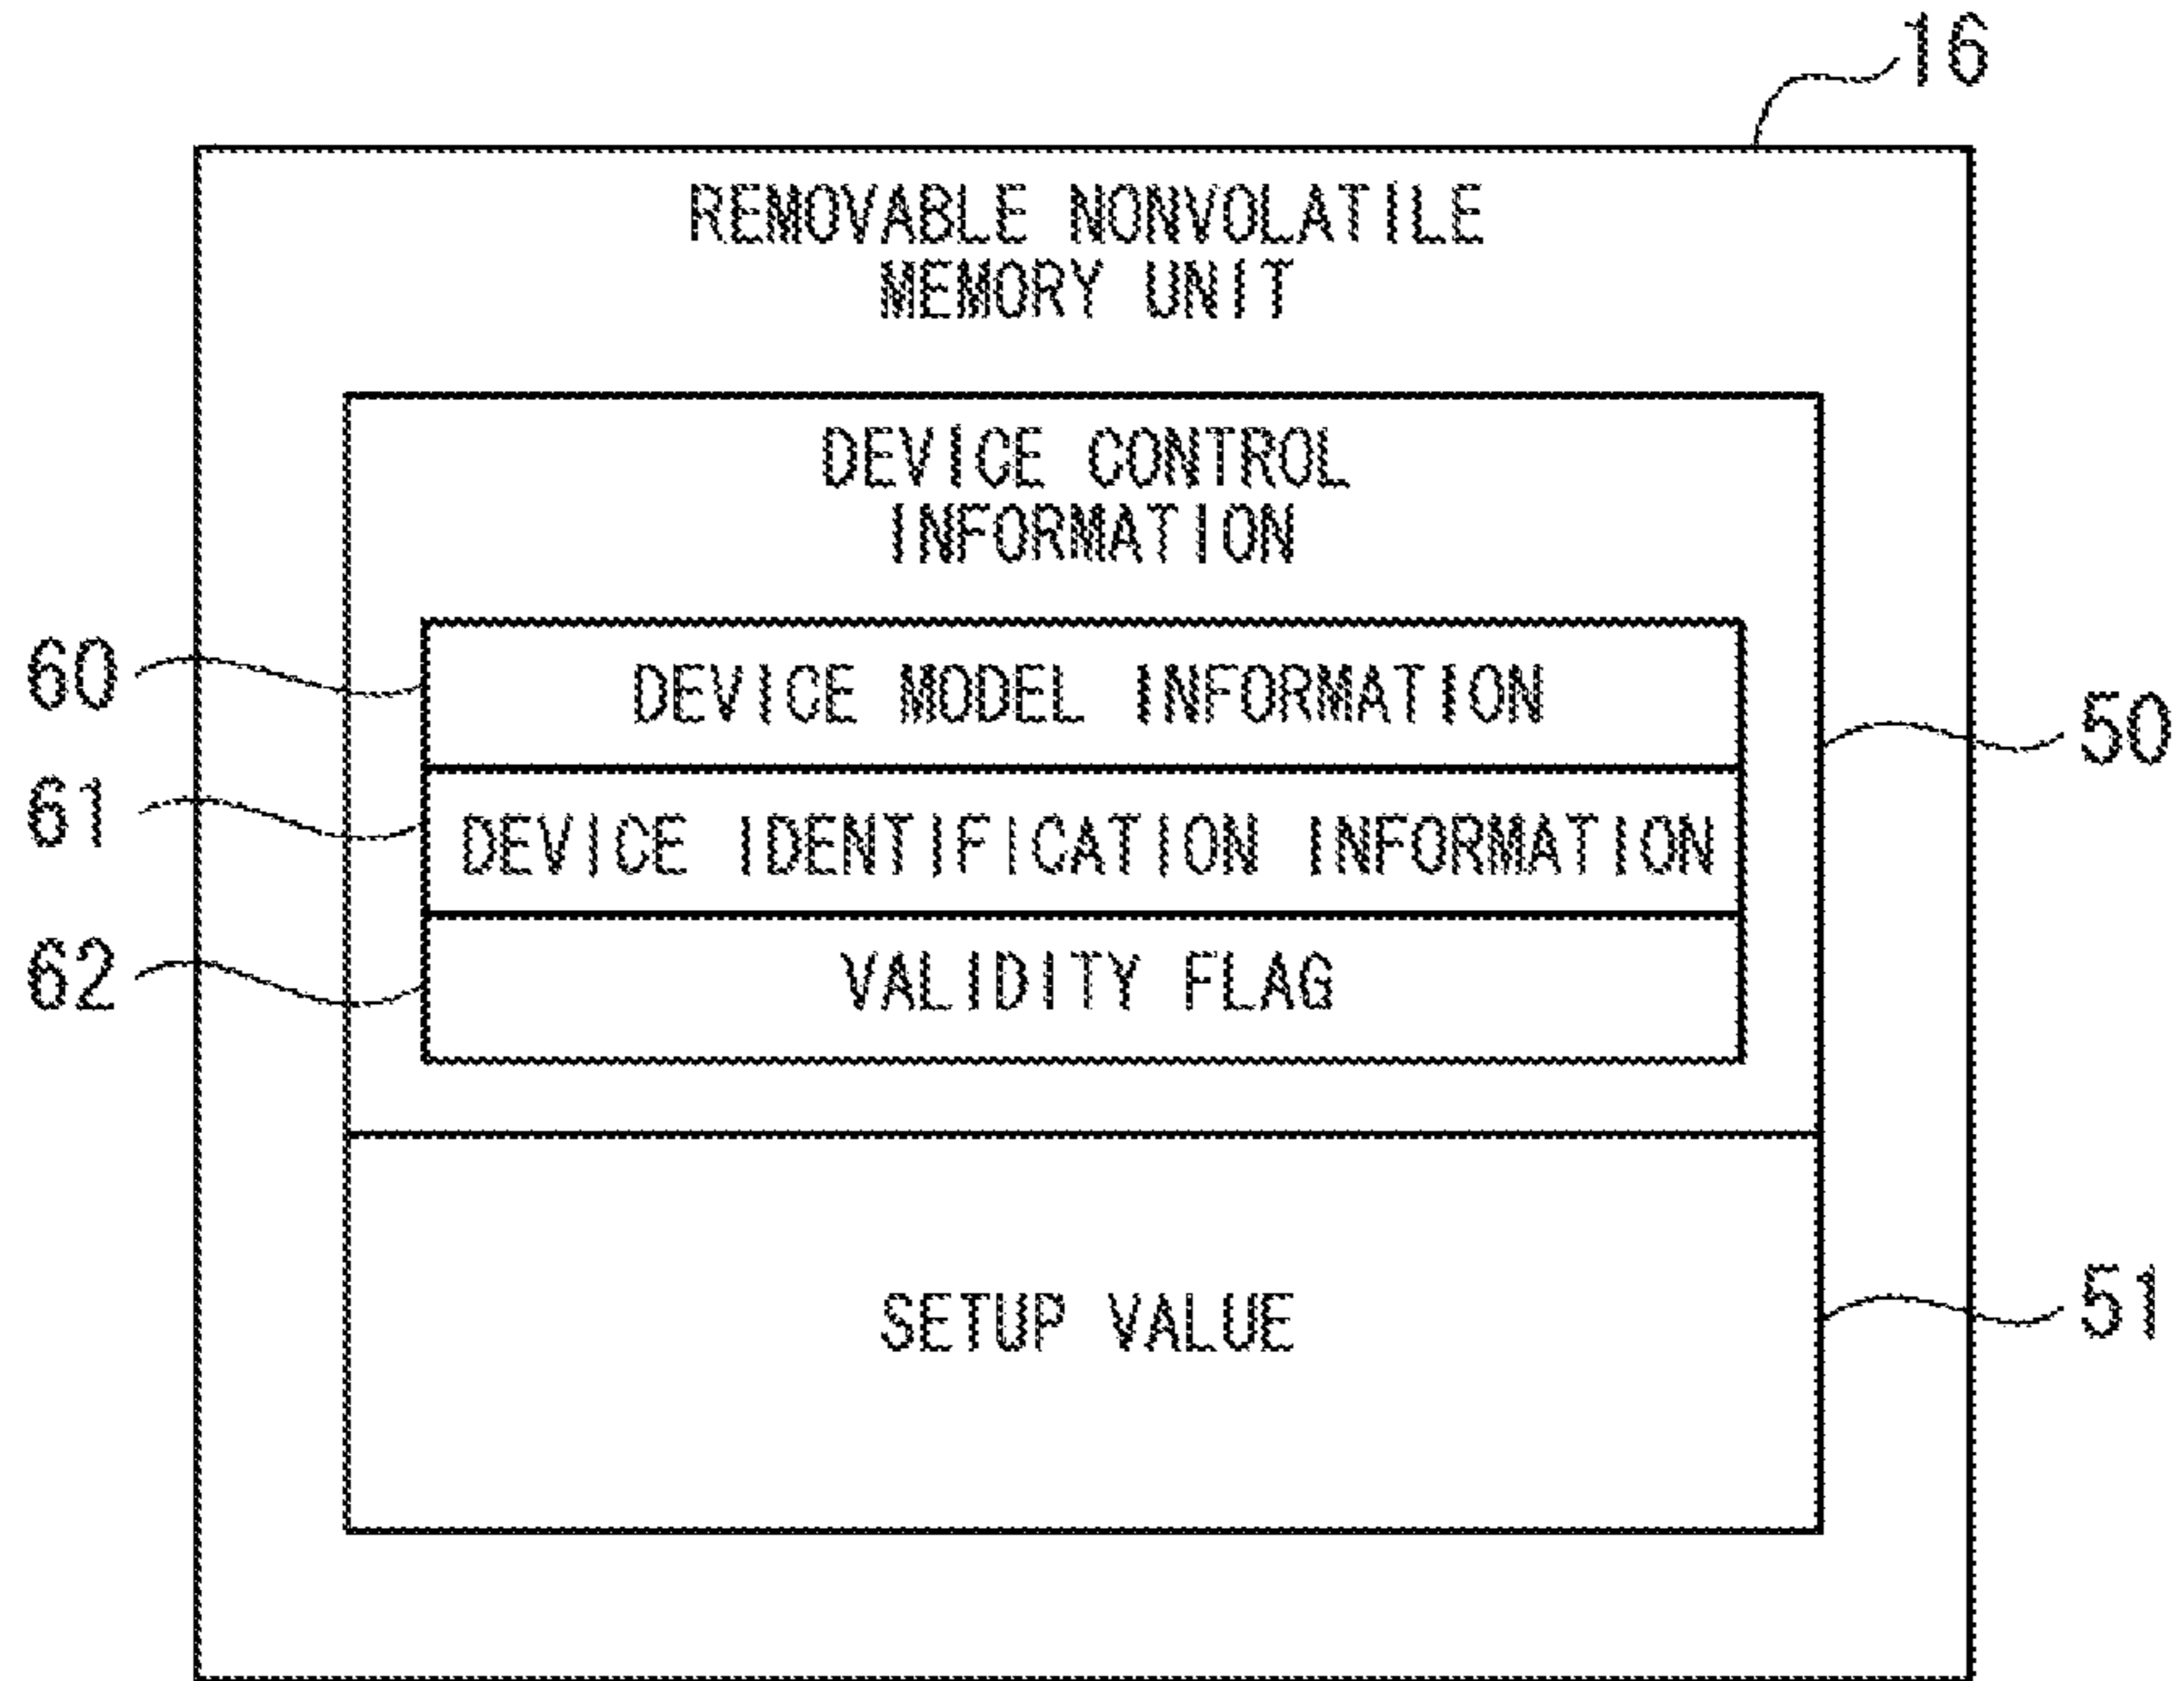 16
REMOVABLE NONVOLATILE
MEMORY UNIT
DEVICE CONTROL
INFORMATION
60
DEVICE MODEL INFORMATION
50
61
DEVICE IDENTIFICATION INFORMATION
62
VALIDITY FLAG
SETUP VALUE
51